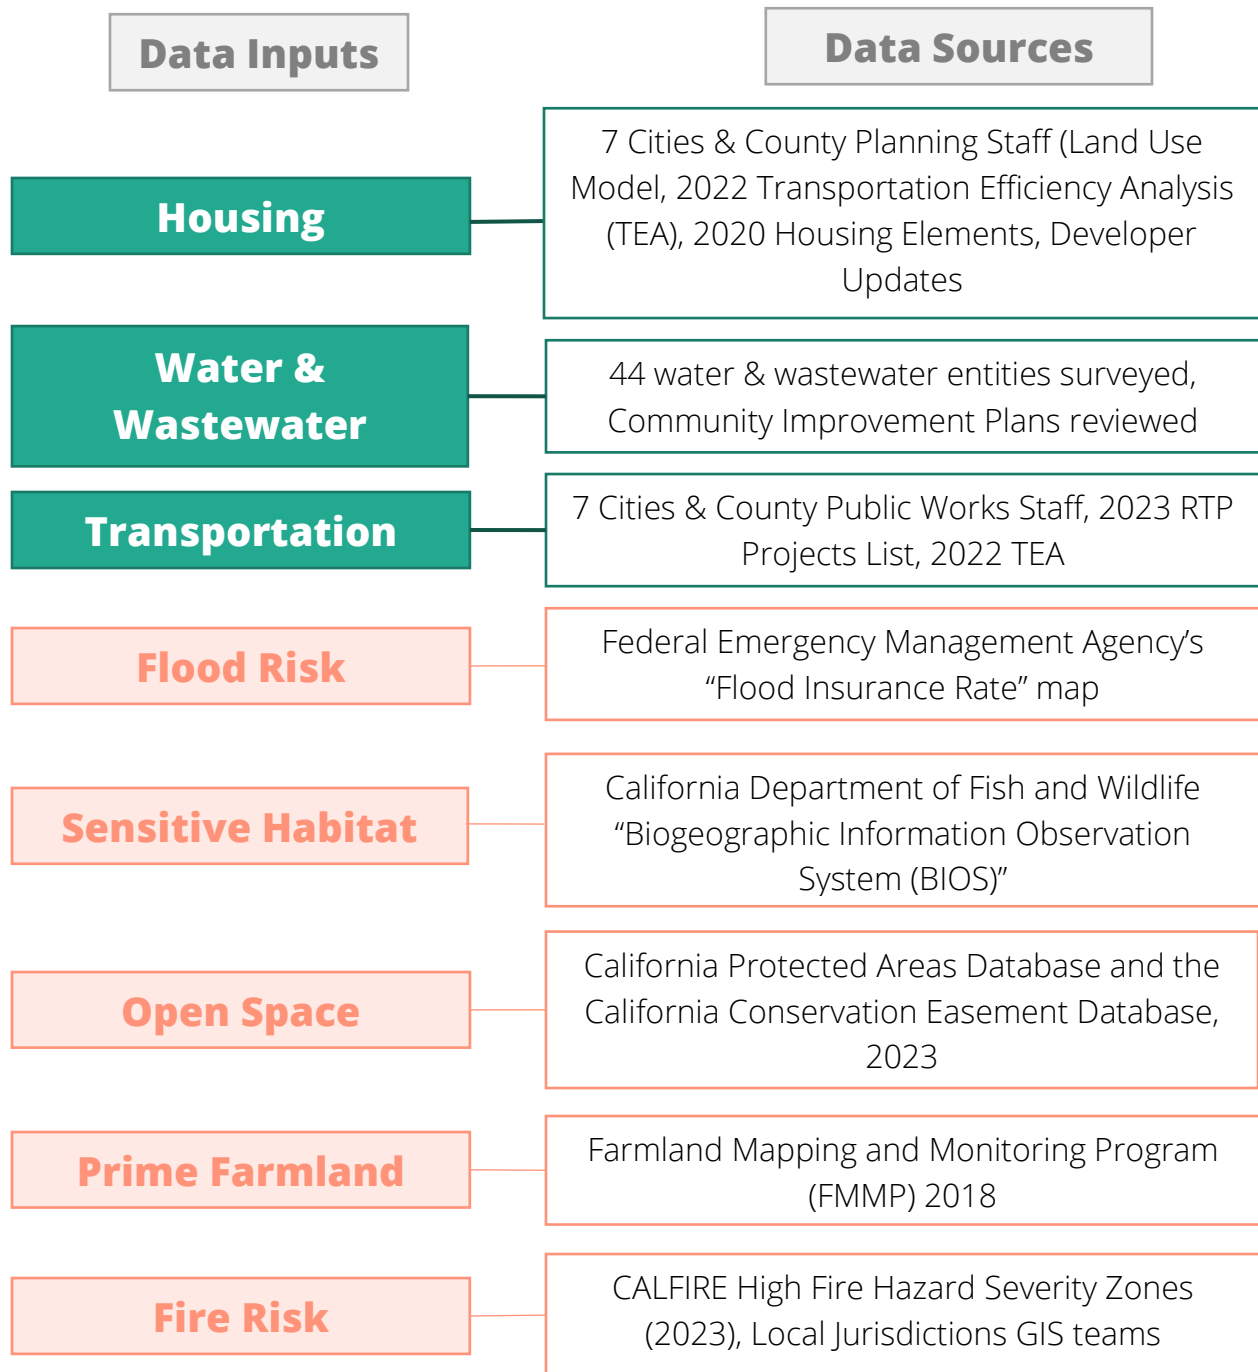 Data Inputs
Data Sources
Housing
7 Cities & County Planning Staff (Land Use
Model, 2022 Transportation Efficiency Analysis
(TEA), 2020 Housing Elements, Developer
Updates
Water &
Wastewater
44 water & wastewater entities surveyed,
Community Improvement Plans reviewed
Transportation
7 Cities & County Public Works Staff, 2023 RTP
Projects List, 2022 TEA
Flood Risk
Federal Emergency Management Agency’s
“Flood Insurance Rate” map
Sensitive Habitat
California Department of Fish and Wildlife
“Biogeographic Information Observation
System (BIOS)”
Open Space
California Protected Areas Database and the
California Conservation Easement Database,
2023
Prime Farmland
Farmland Mapping and Monitoring Program
(FMMP) 2018
Fire Risk
CALFIRE High Fire Hazard Severity Zones
(2023), Local Jurisdictions GIS teams